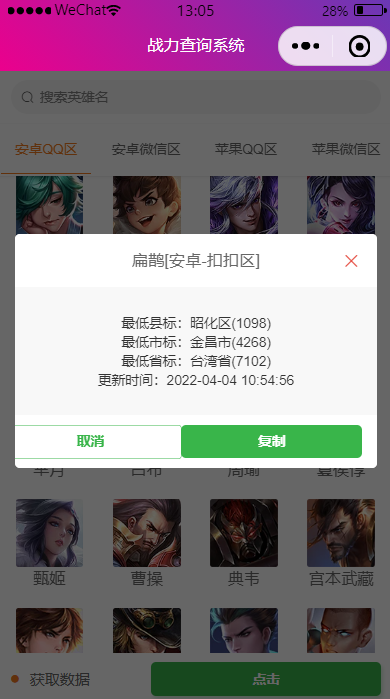 WeChat 13:05 28%
战力查询系统
搜索英雄名
安卓QQ区 安卓微信区 苹果QQ区 苹果微信区
扁鹊[安卓-扣扣区]
最低县标：昭化区(1098)
最低市标：金昌市(4268)
最低省标：台湾省(7102)
更新时间：2022-04-04 10:54:56
取消 复制
芈月 吕布 周瑜 夏侯惇
甄姬 曹操 典韦 宫本武藏
获取数据 点击